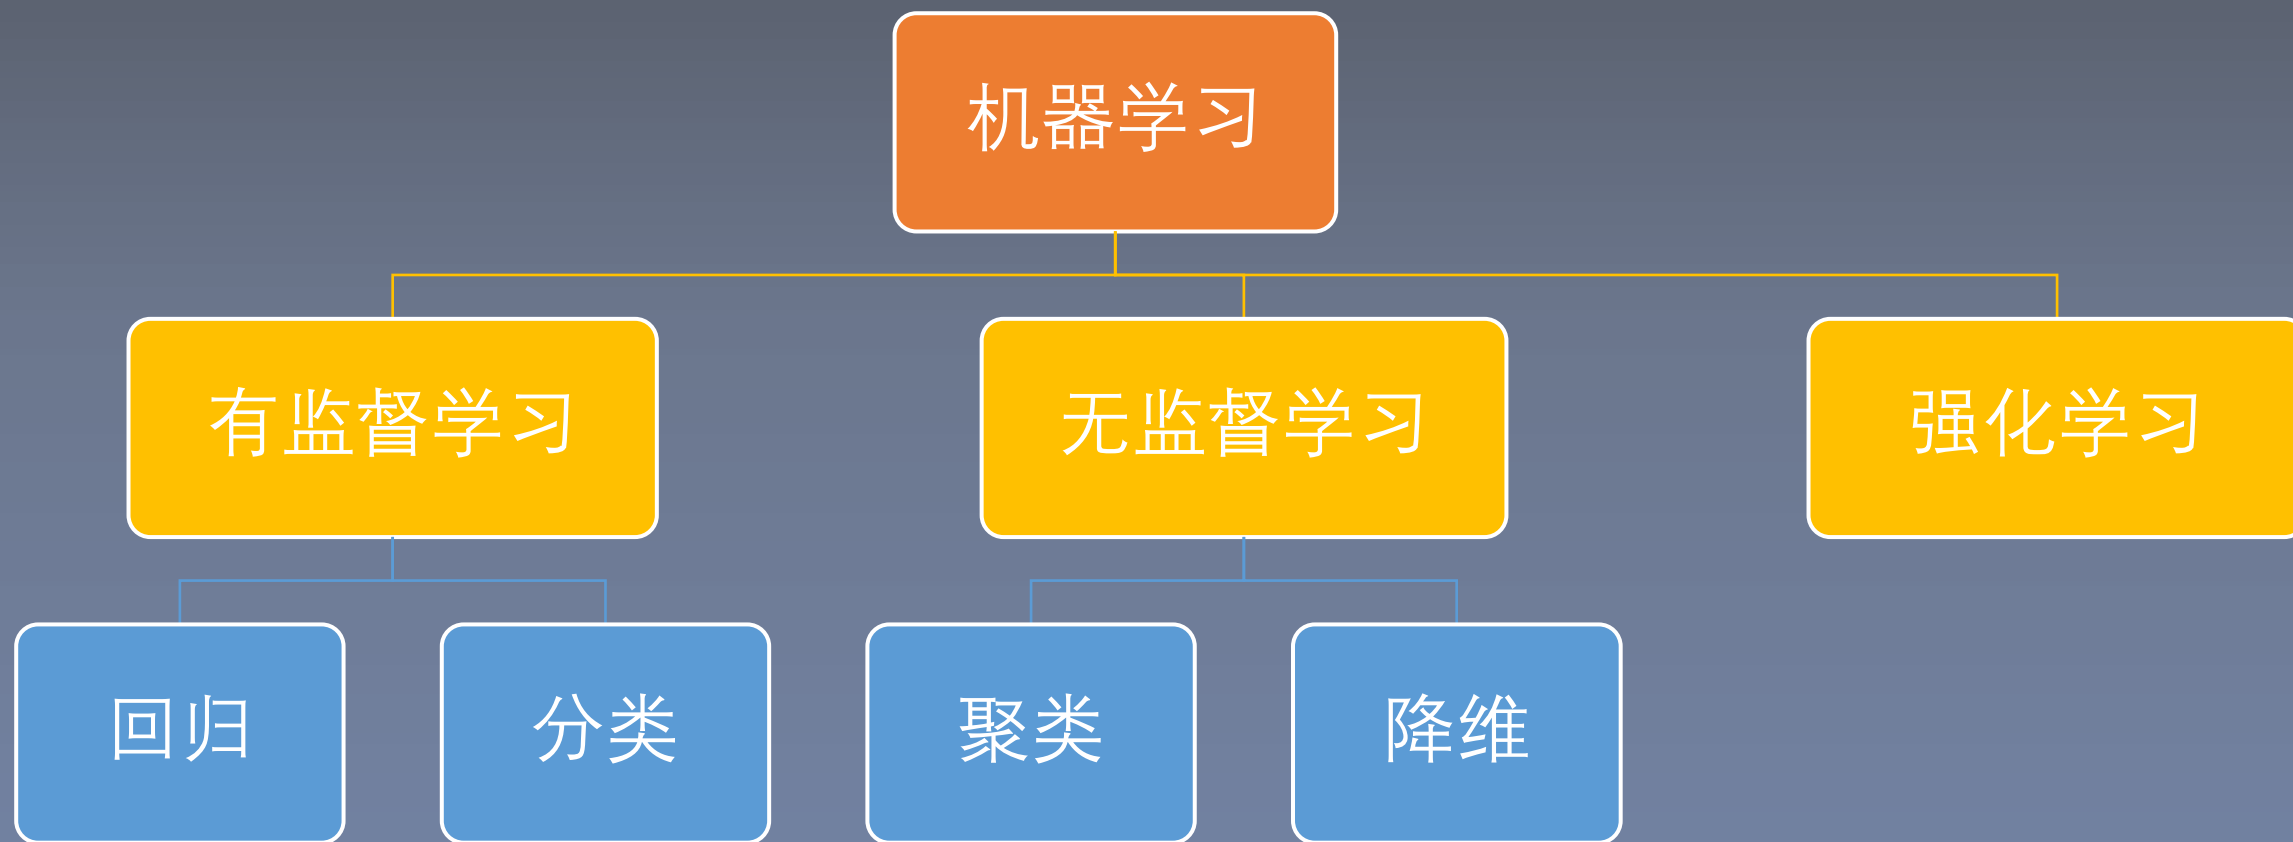 机器学习
有监督学习
无监督学习
强化学习
回归
分类
聚类
降维